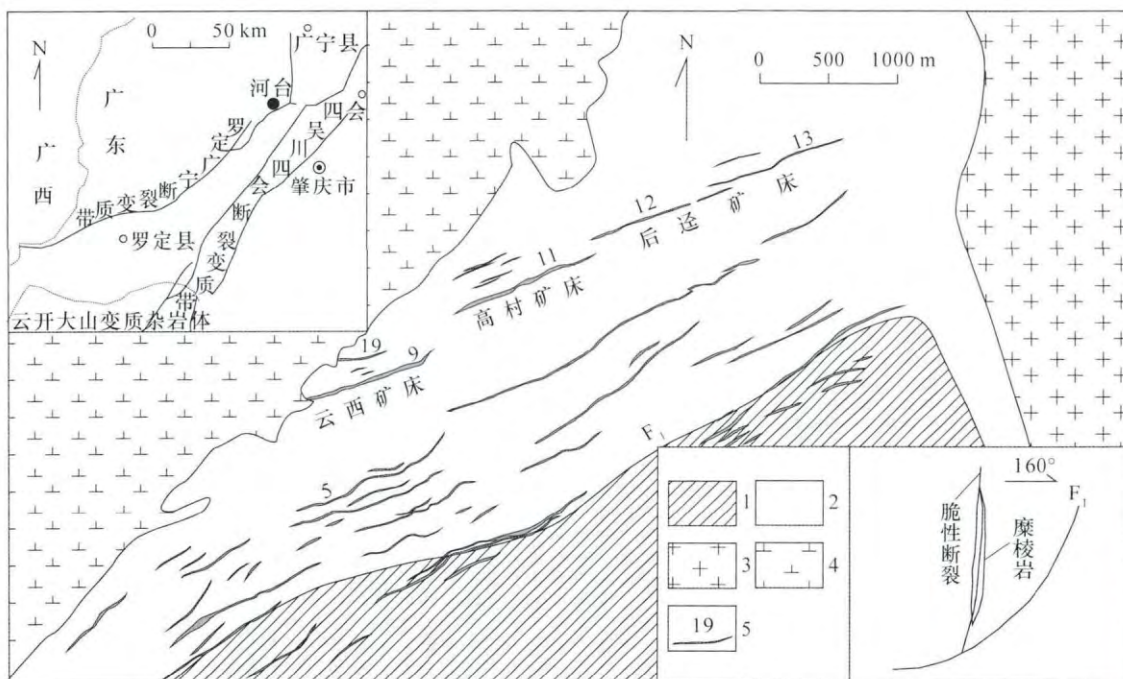 0 50 km
N
广宁县
河台
四会
广东
广西
罗定广宁断裂变质带
吴川四会断裂变质带
肇庆市
罗定县
云开大山变质杂岩体
0 500 1000 m
N
13
12
后迳矿床
11
高村矿床
19
9
云西矿床
5
F₁
1
2
3
4
19
5
160°
F₁
脆性断裂
糜棱岩